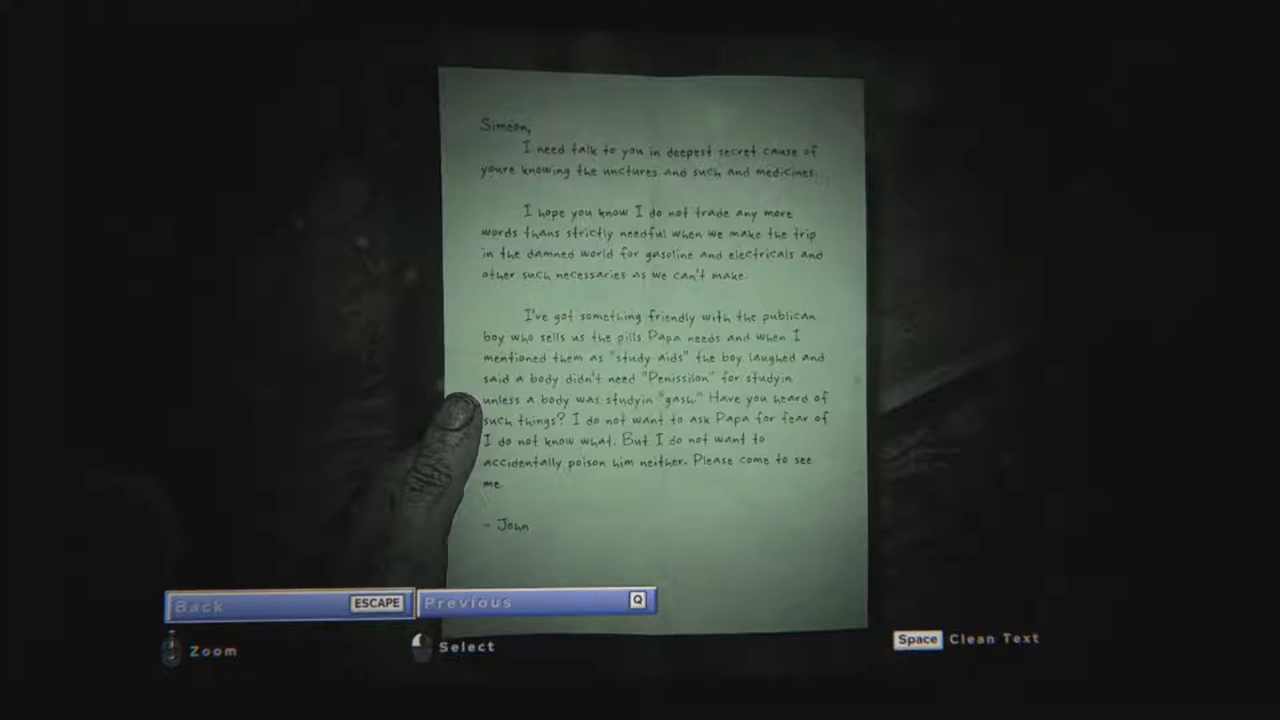 Simeon,
I need talk to you in deepest secret cause of
youre knowing the unctures and such and medicines.
I hope you know I do not trade any more
words thans strictly needful when we make the trip
in the damned world for gasoline and electricals and
other such necessaries as we can't make.
I've got something friendly with the publican
boy who sells us the pills Papa needs and when I
mentioned them as "study aids" the boy laughed and
said a body didn't need "Penissilon" for studyin
unless a body was studyin "gash." Have you heard of
such things? I do not want to ask Papa for fear of
I do not know what. But I do not want to
accidentally poison him neither. Please come to see
me.
- John
Back ESCAPE Previous Q
Zoom Select Space Clean Text